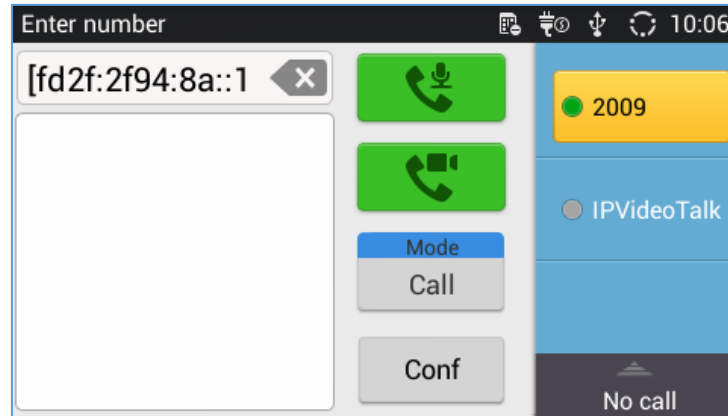 Enter number
10:06
[fd2f:2f94:8a::1
2009
IPVideoTalk
Mode
Call
Conf
No call